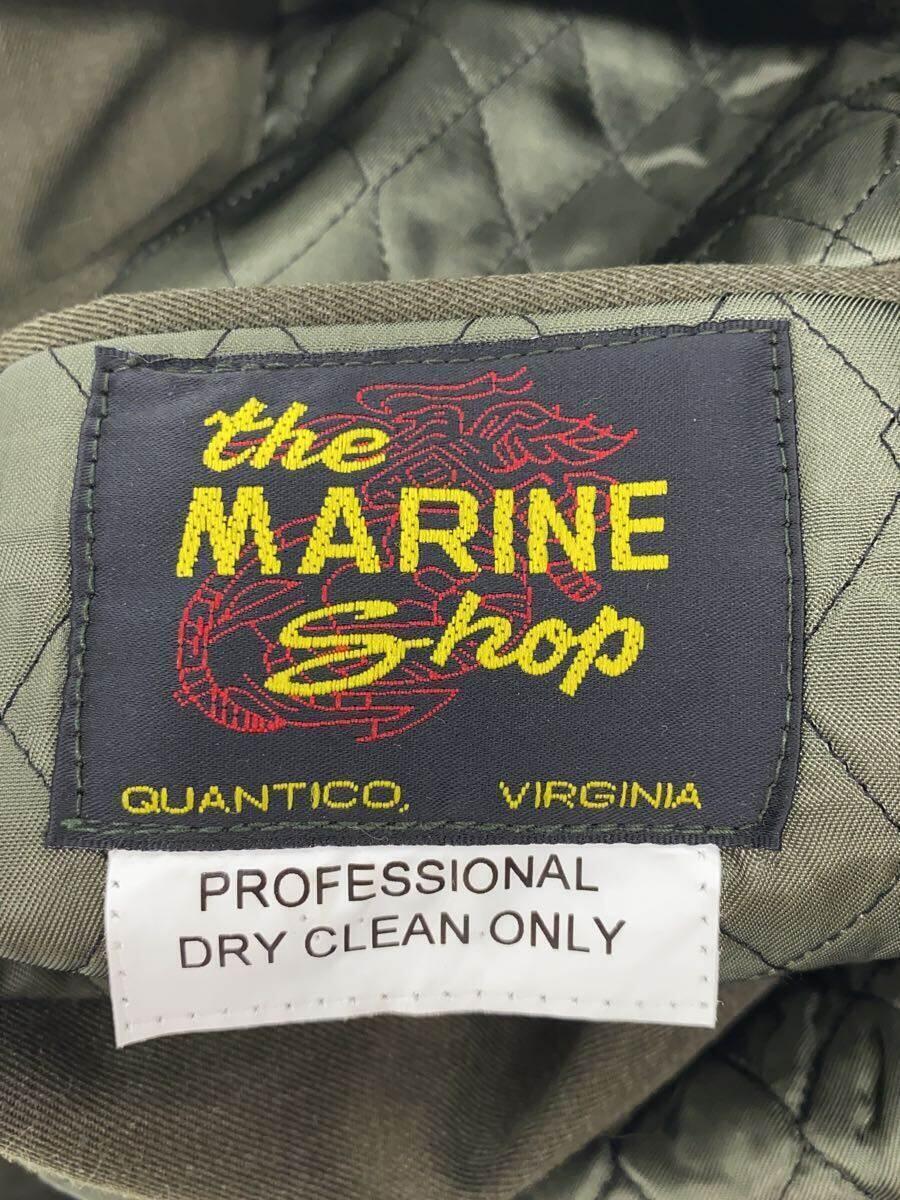 the
MARINE
Shop
QUANTICO, VIRGINIA
PROFESSIONAL
DRY CLEAN ONLY